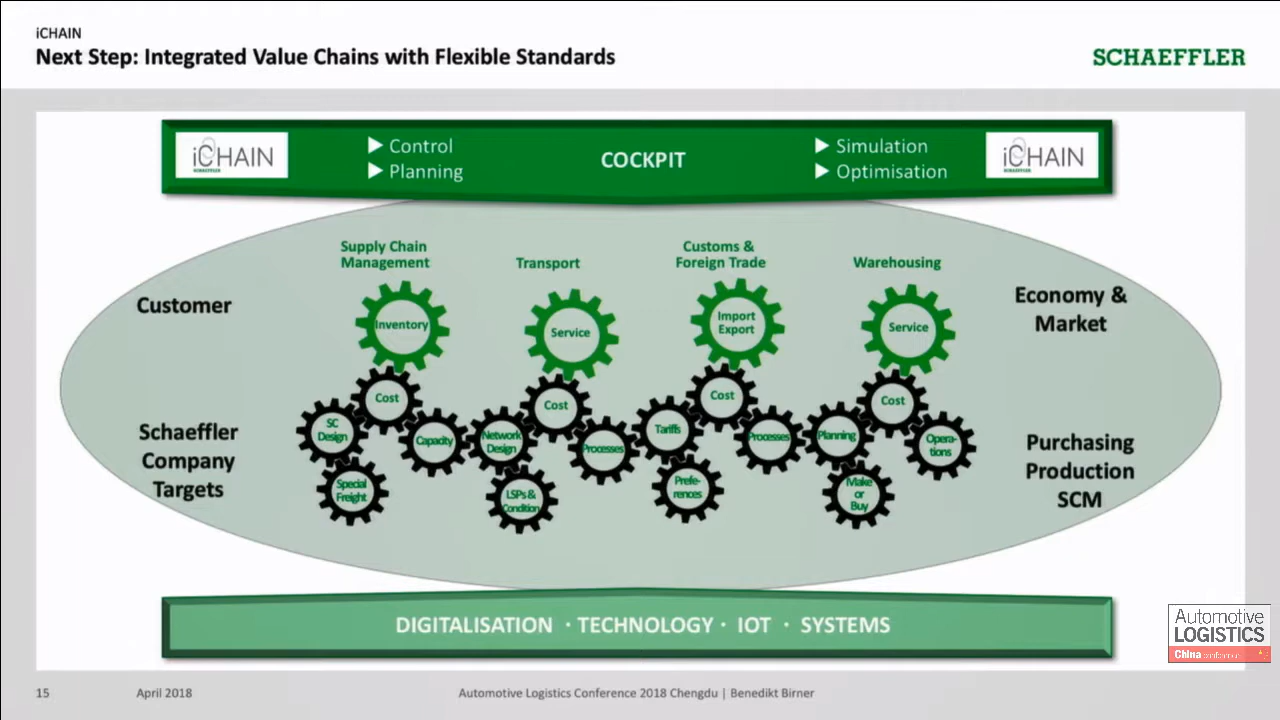 iCHAIN
Next Step: Integrated Value Chains with Flexible Standards
SCHAEFFLER
iCHAIN
SCHAEFFLER
▶ Control
▶ Planning
COCKPIT
▶ Simulation
▶ Optimisation
iCHAIN
SCHAEFFLER
Supply Chain
Management
Transport
Customs &
Foreign Trade
Warehousing
Customer
Economy &
Market
Inventory
Service
Import
Export
Service
Cost
Cost
Cost
Cost
SC
Design
Capacity
Network
Design
Processes
Tariffs
Processes
Planning
Opera-
tions
Special
Freight
LSPs &
Condition
Prefe-
rences
Make
or
Buy
Schaeffler
Company
Targets
Purchasing
Production
SCM
DIGITALISATION · TECHNOLOGY · IOT · SYSTEMS
Automotive
LOGISTICS
China conference
15
April 2018
Automotive Logistics Conference 2018 Chengdu | Benedikt Birner